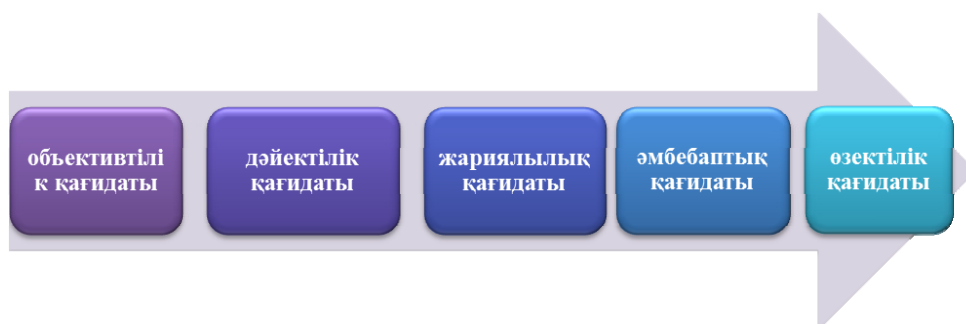 объективтілі
к қағидаты
дәйектілік
қағидаты
жариялылық
қағидаты
әмбебаптық
қағидаты
өзектілік
қағидаты